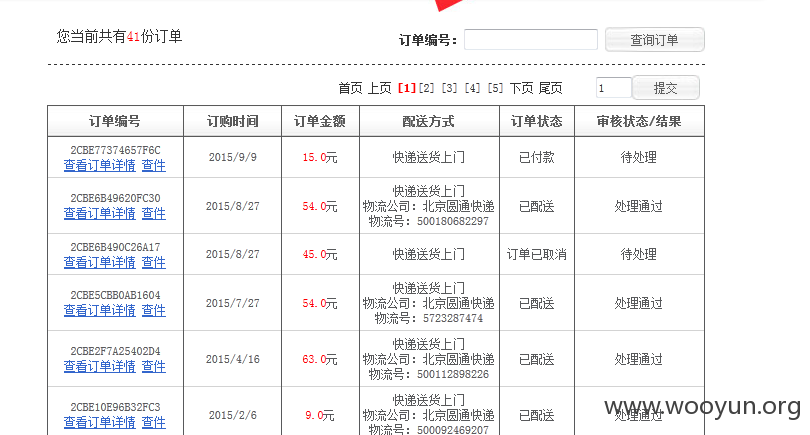 您当前共有41份订单
订单编号： 查询订单
首页 上页 [1] [2] [3] [4] [5] 下页 尾页 1 提交
订单编号 订购时间 订单金额 配送方式 订单状态 审核状态/结果
2CBE77374657F6C
查看订单详情 查件
2015/9/9 15.0元 快递送货上门 已付款 待处理
2CBE6B49620FC30
查看订单详情 查件
2015/8/27 54.0元
快递送货上门
物流公司：北京圆通快递
物流号：500180682297
已配送 处理通过
2CBE6B490C26A17
查看订单详情 查件
2015/8/27 45.0元 快递送货上门 订单已取消 待处理
2CBE5CBB0AB1604
查看订单详情 查件
2015/7/27 54.0元
快递送货上门
物流公司：北京圆通快递
物流号：5723287474
已配送 处理通过
2CBE2F7A25402D4
查看订单详情 查件
2015/4/16 63.0元
快递送货上门
物流公司：北京圆通快递
物流号：500112898226
已配送 处理通过
2CBE10E96B32FC3
查看订单详情 查件
2015/2/6 9.0元
快递送货上门
物流公司：北京圆通快递
物流号：500092469207
已配送 处理通过
www.wooyun.org